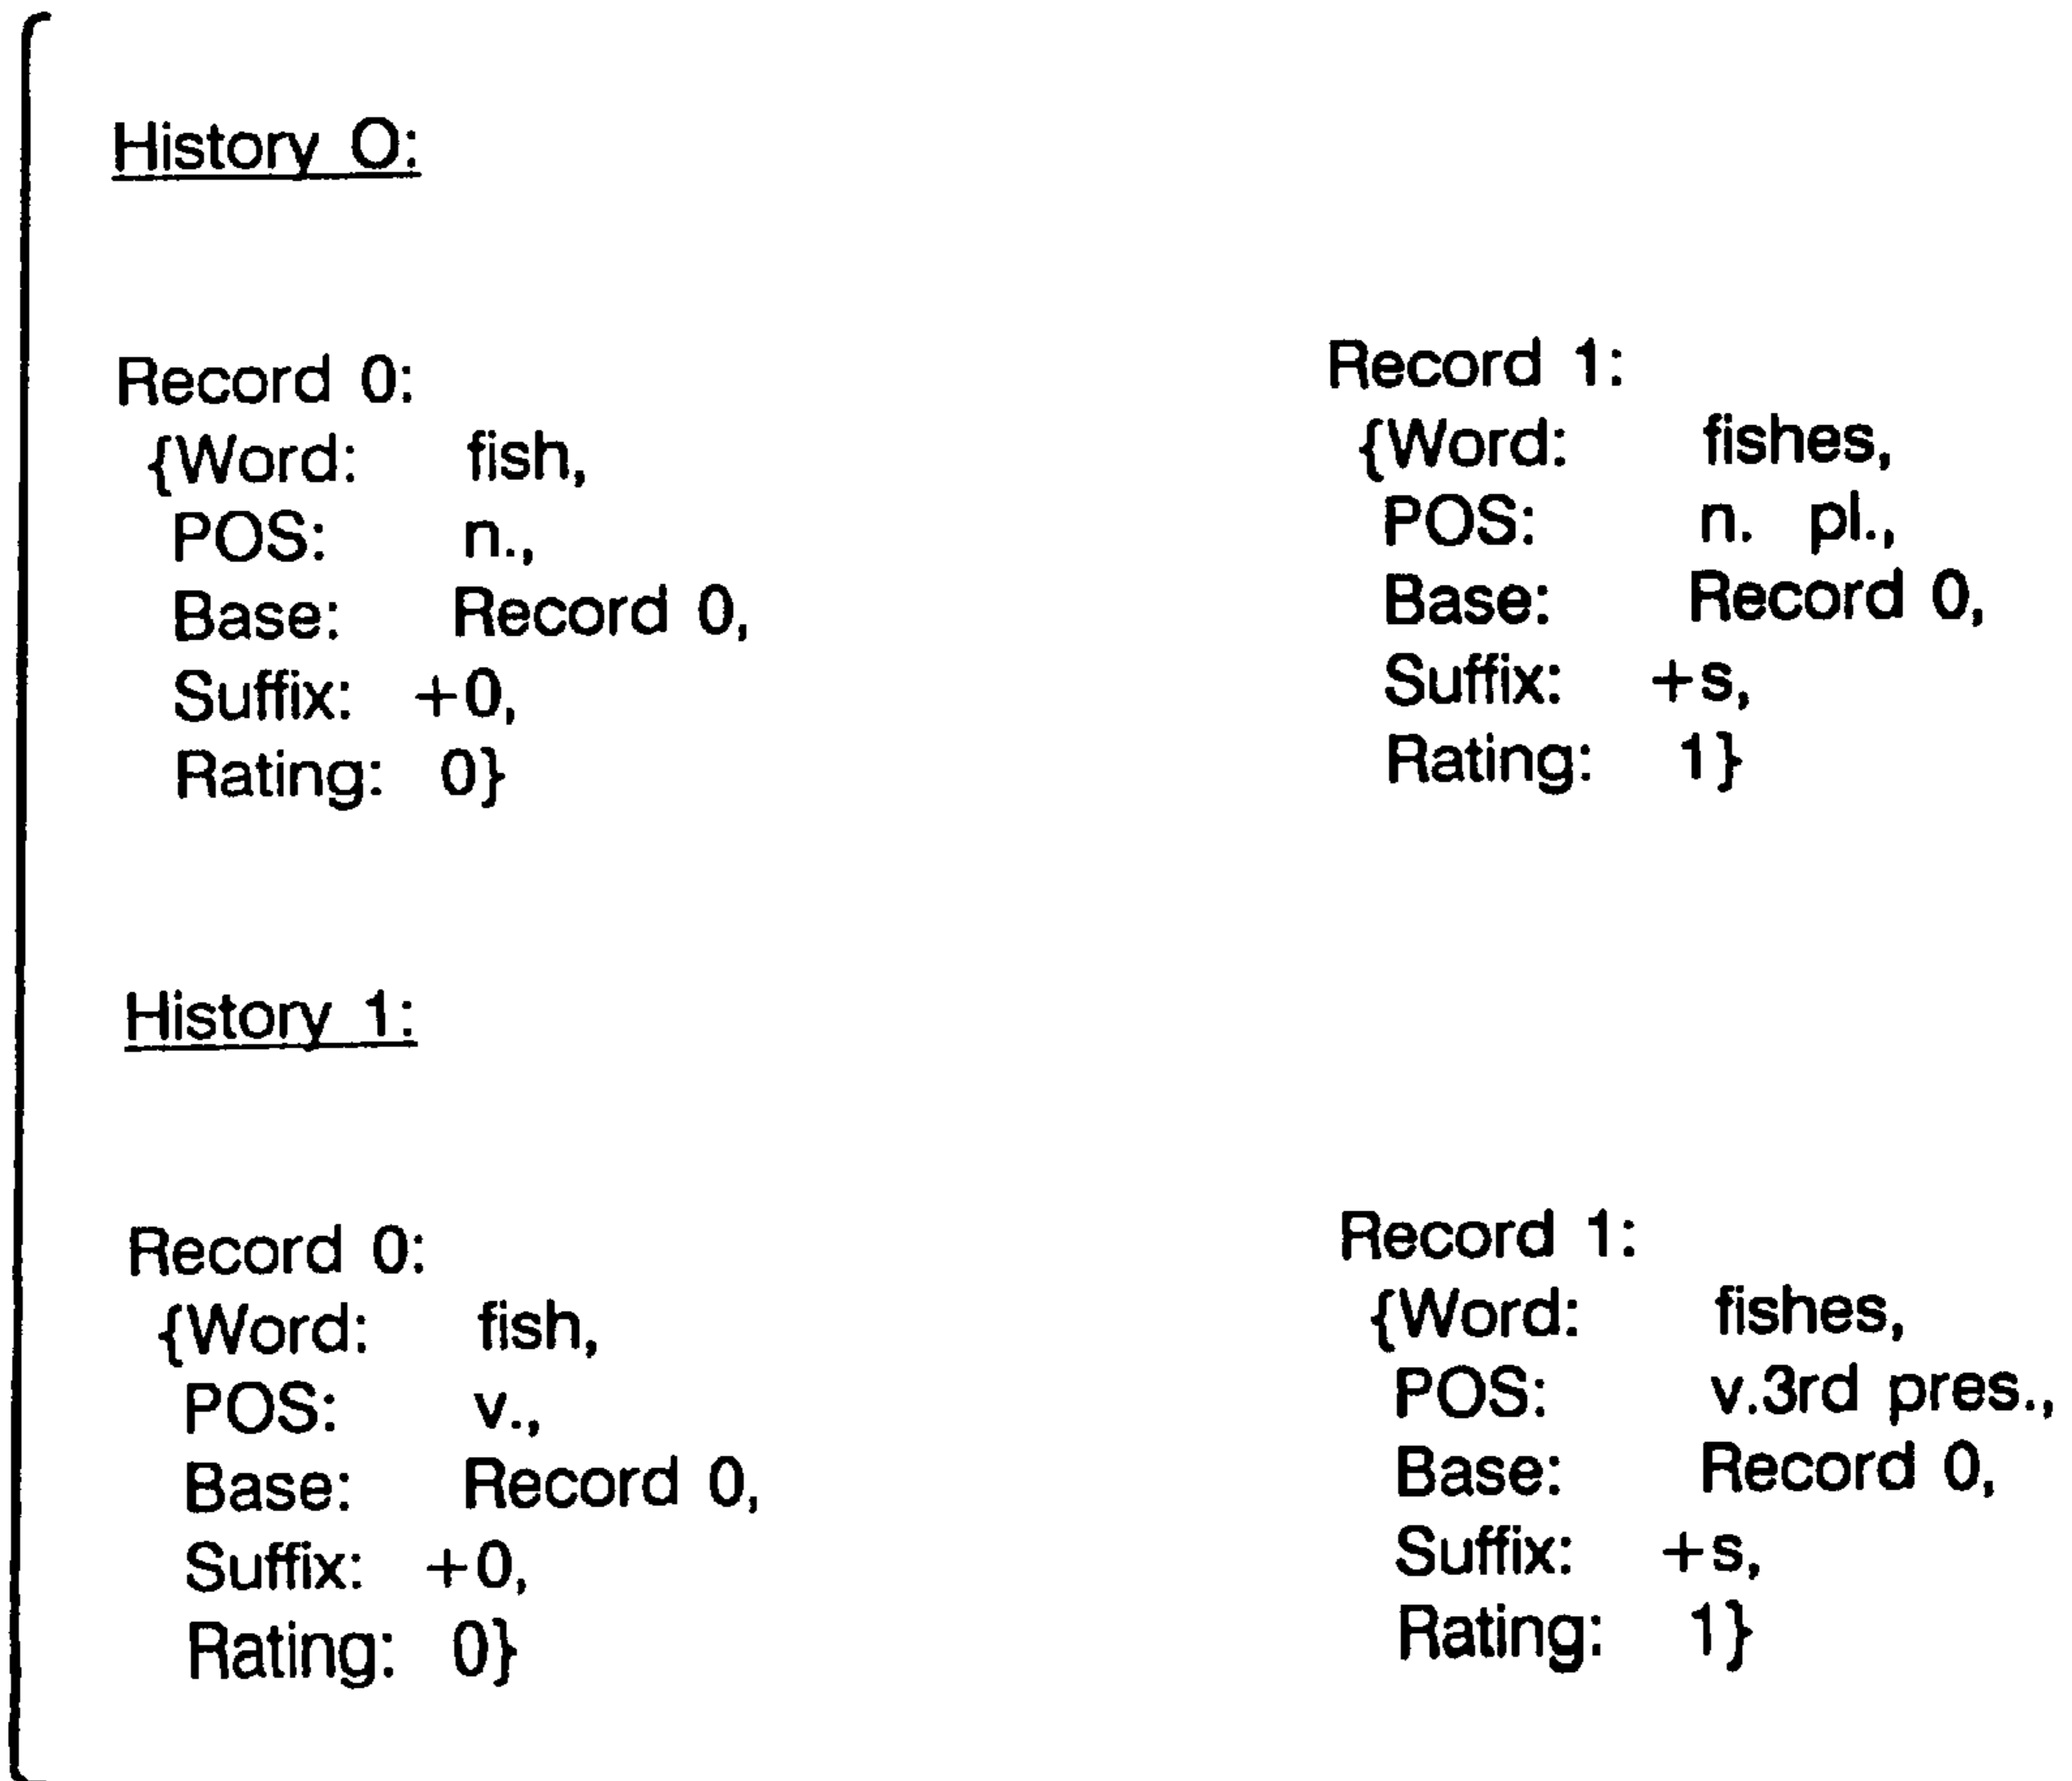 History O:
Record 0:
{Word: fish,
POS: n.,
Base: Record 0,
Suffix: +0,
Rating: 0}
Record 1:
{Word: fishes,
POS: n. pl.,
Base: Record 0,
Suffix: +s,
Rating: 1}
History 1:
Record 0:
{Word: fish,
POS: v.,
Base: Record 0,
Suffix: +0,
Rating: 0}
Record 1:
{Word: fishes,
POS: v.3rd pres.,
Base: Record 0,
Suffix: +s,
Rating: 1}